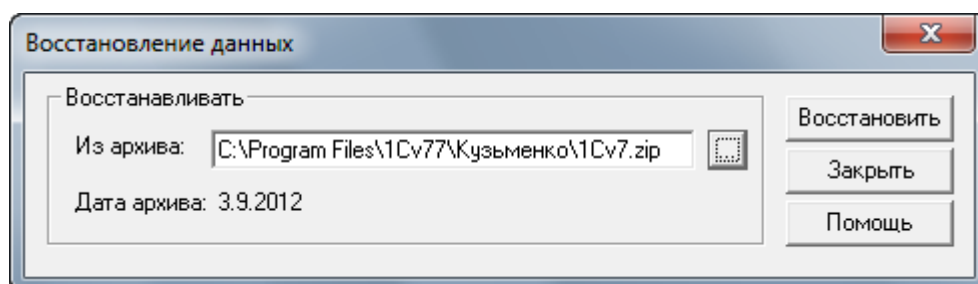 Восстановление данных
Восстанавливать
Из архива: C:\Program Files\1Cv77\Кузьменко\1Cv7.zip ...
Дата архива: 3.9.2012
Восстановить
Закрыть
Помощь